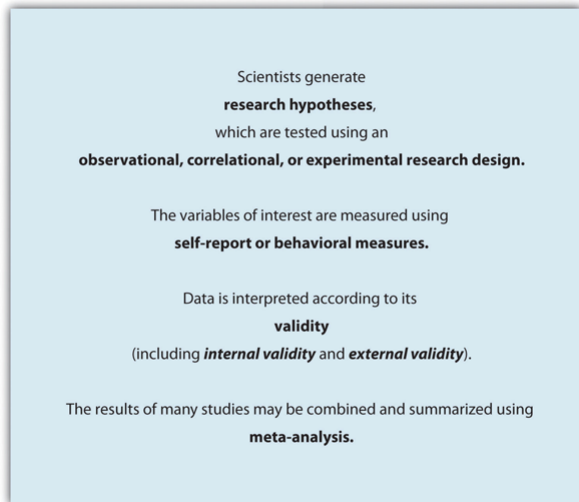 Scientists generate
research hypotheses,
which are tested using an
observational, correlational, or experimental research design.
The variables of interest are measured using
self-report or behavioral measures.
Data is interpreted according to its
validity
(including internal validity and external validity).
The results of many studies may be combined and summarized using
meta-analysis.